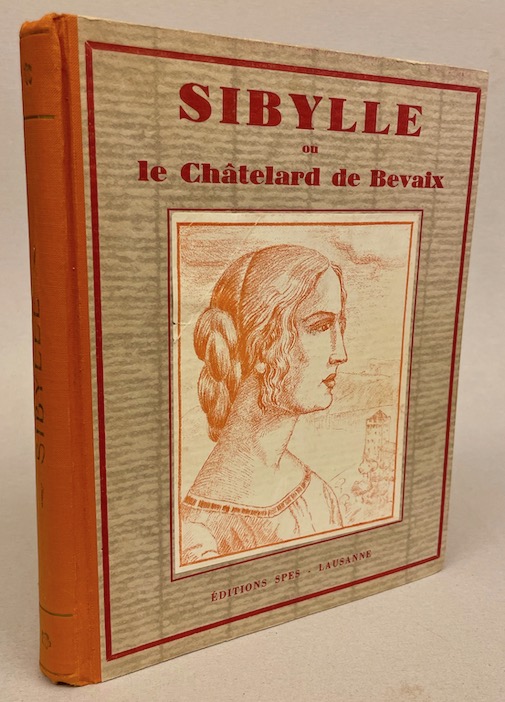 SIBYLLE
ou
le Châtelard de Bevaix
ÉDITIONS SPES - LAUSANNE
SIBYLLE